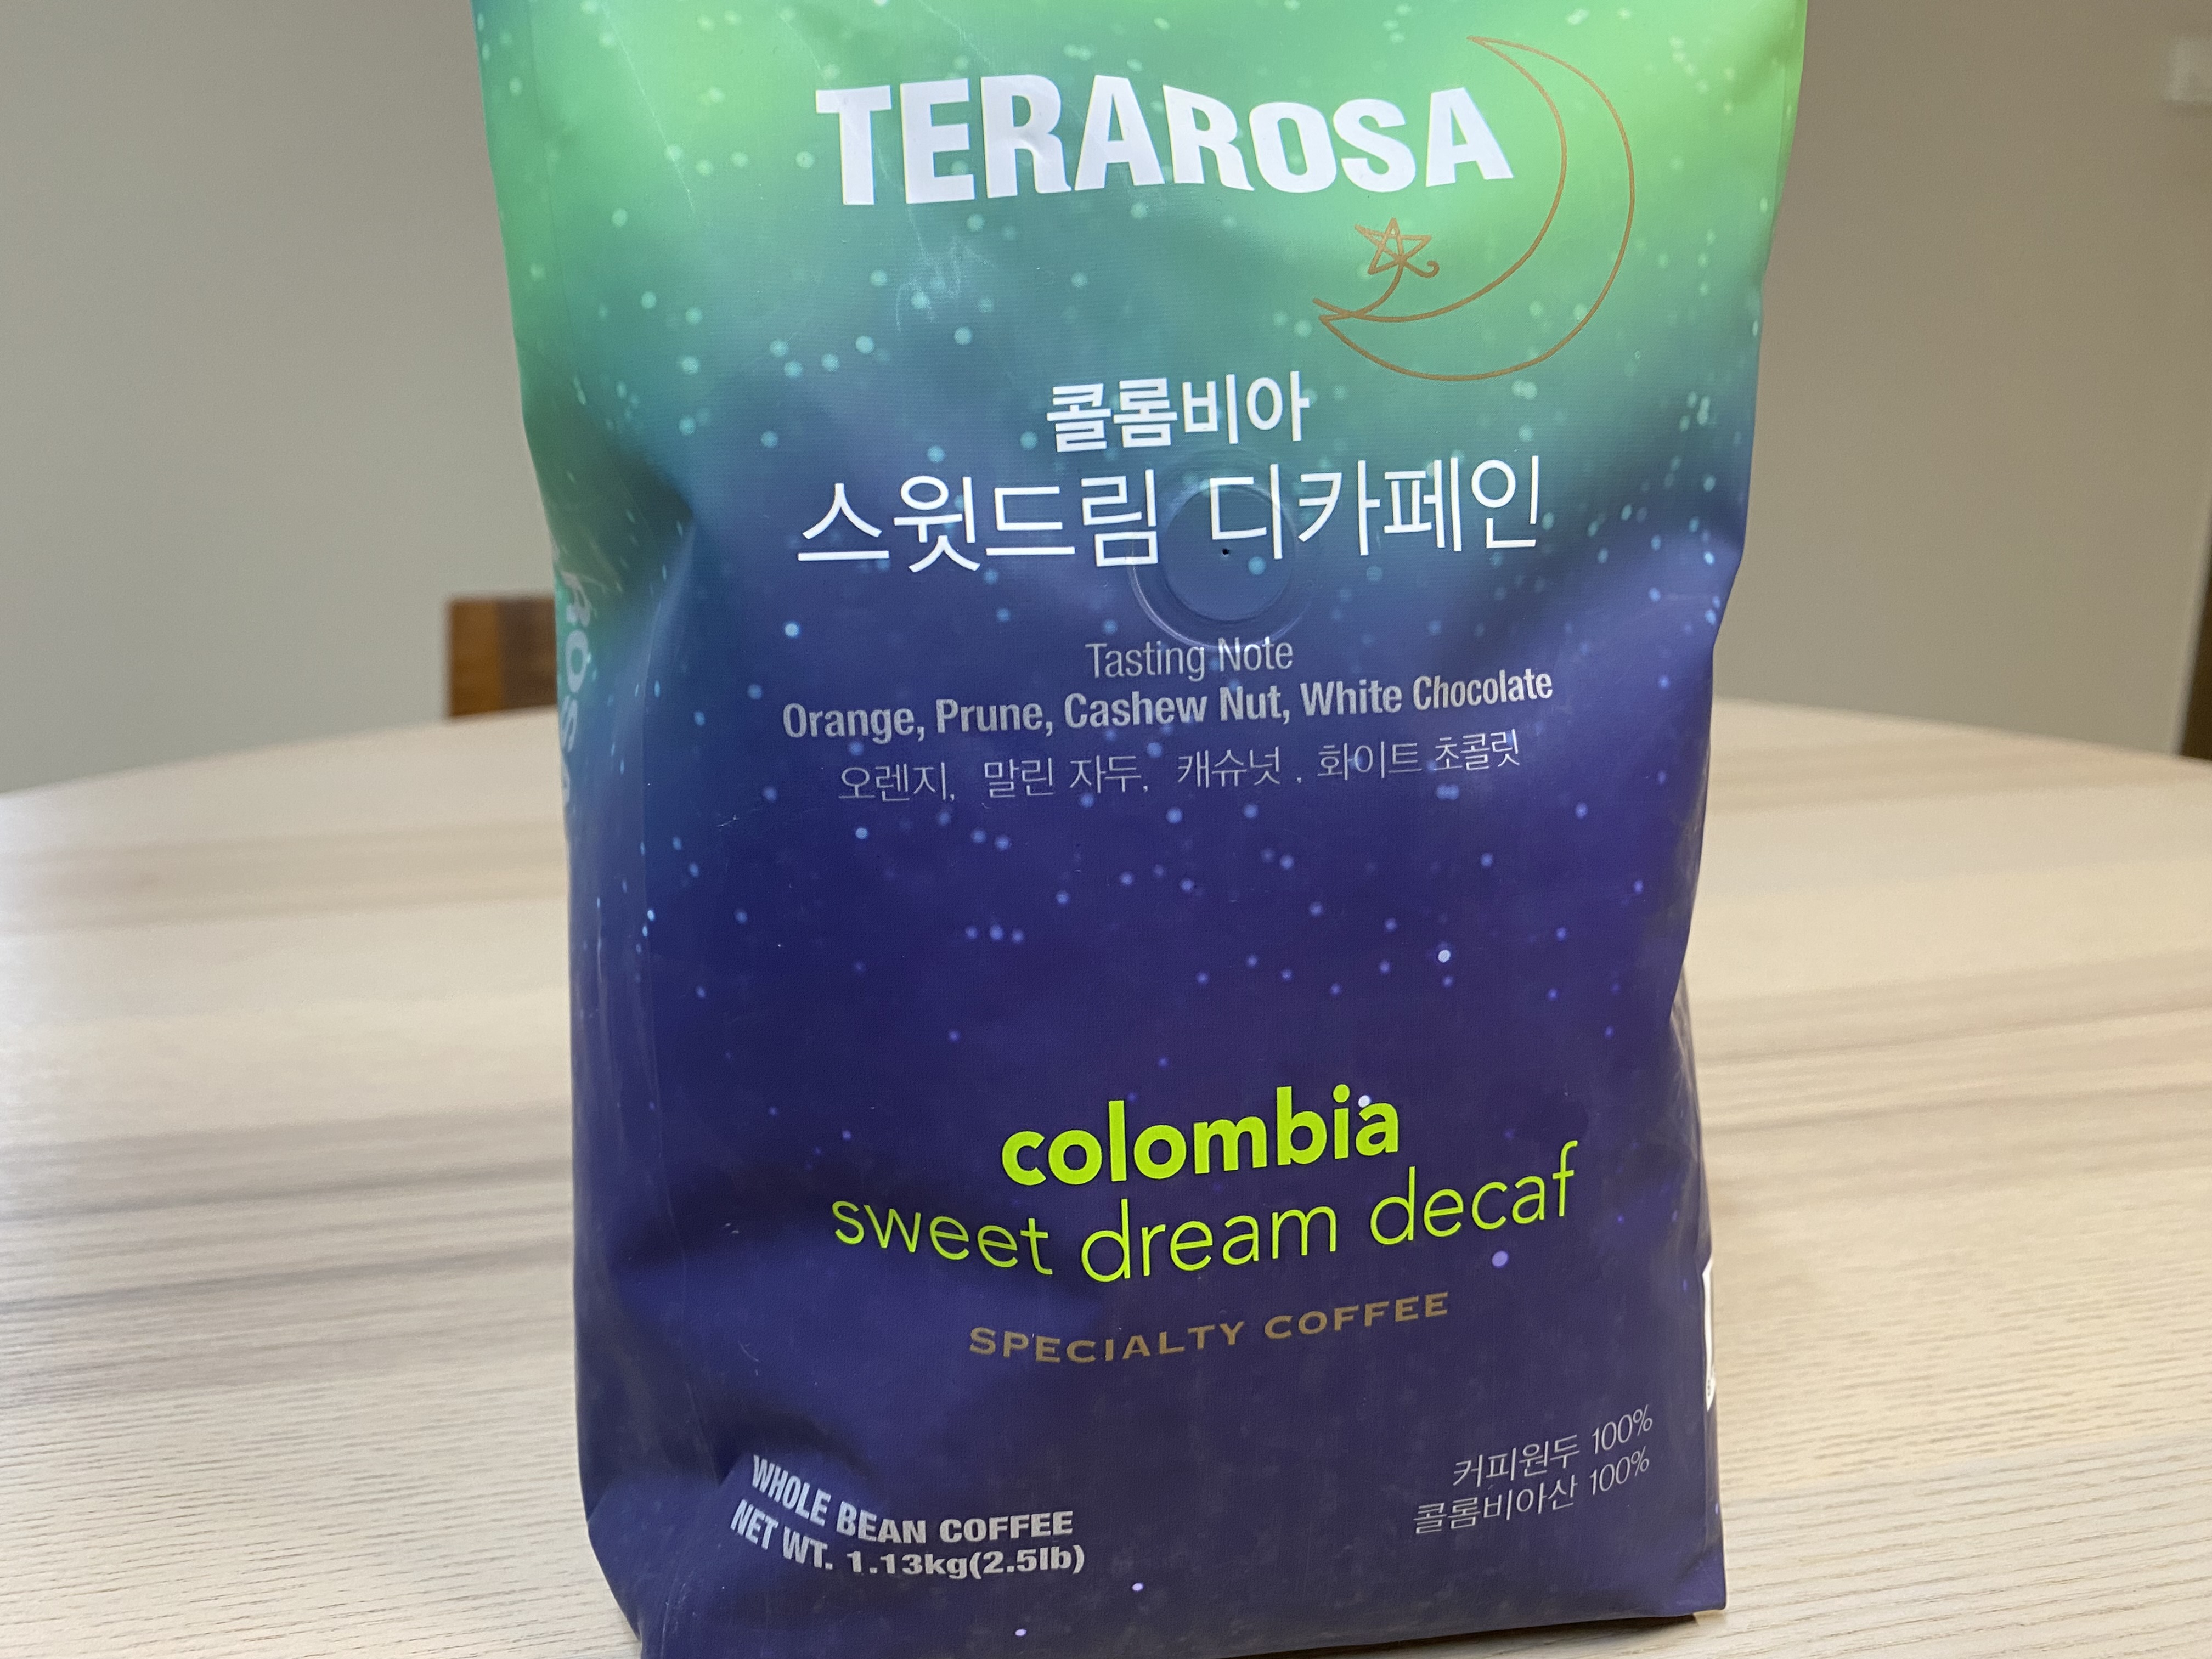 TERAROSA
콜롬비아
스윗드림 디카페인
Tasting Note
Orange, Prune, Cashew Nut, White Chocolate
오렌지, 말린 자두, 캐슈넛, 화이트 초콜릿
colombia
sweet dream decaf
SPECIALTY COFFEE
WHOLE BEAN COFFEE
NET WT. 1.13kg(2.5lb)
커피원두 100%
콜롬비아산 100%